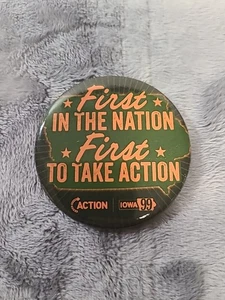 First
IN THE NATION
First
TO TAKE ACTION
ACTION IOWA 99